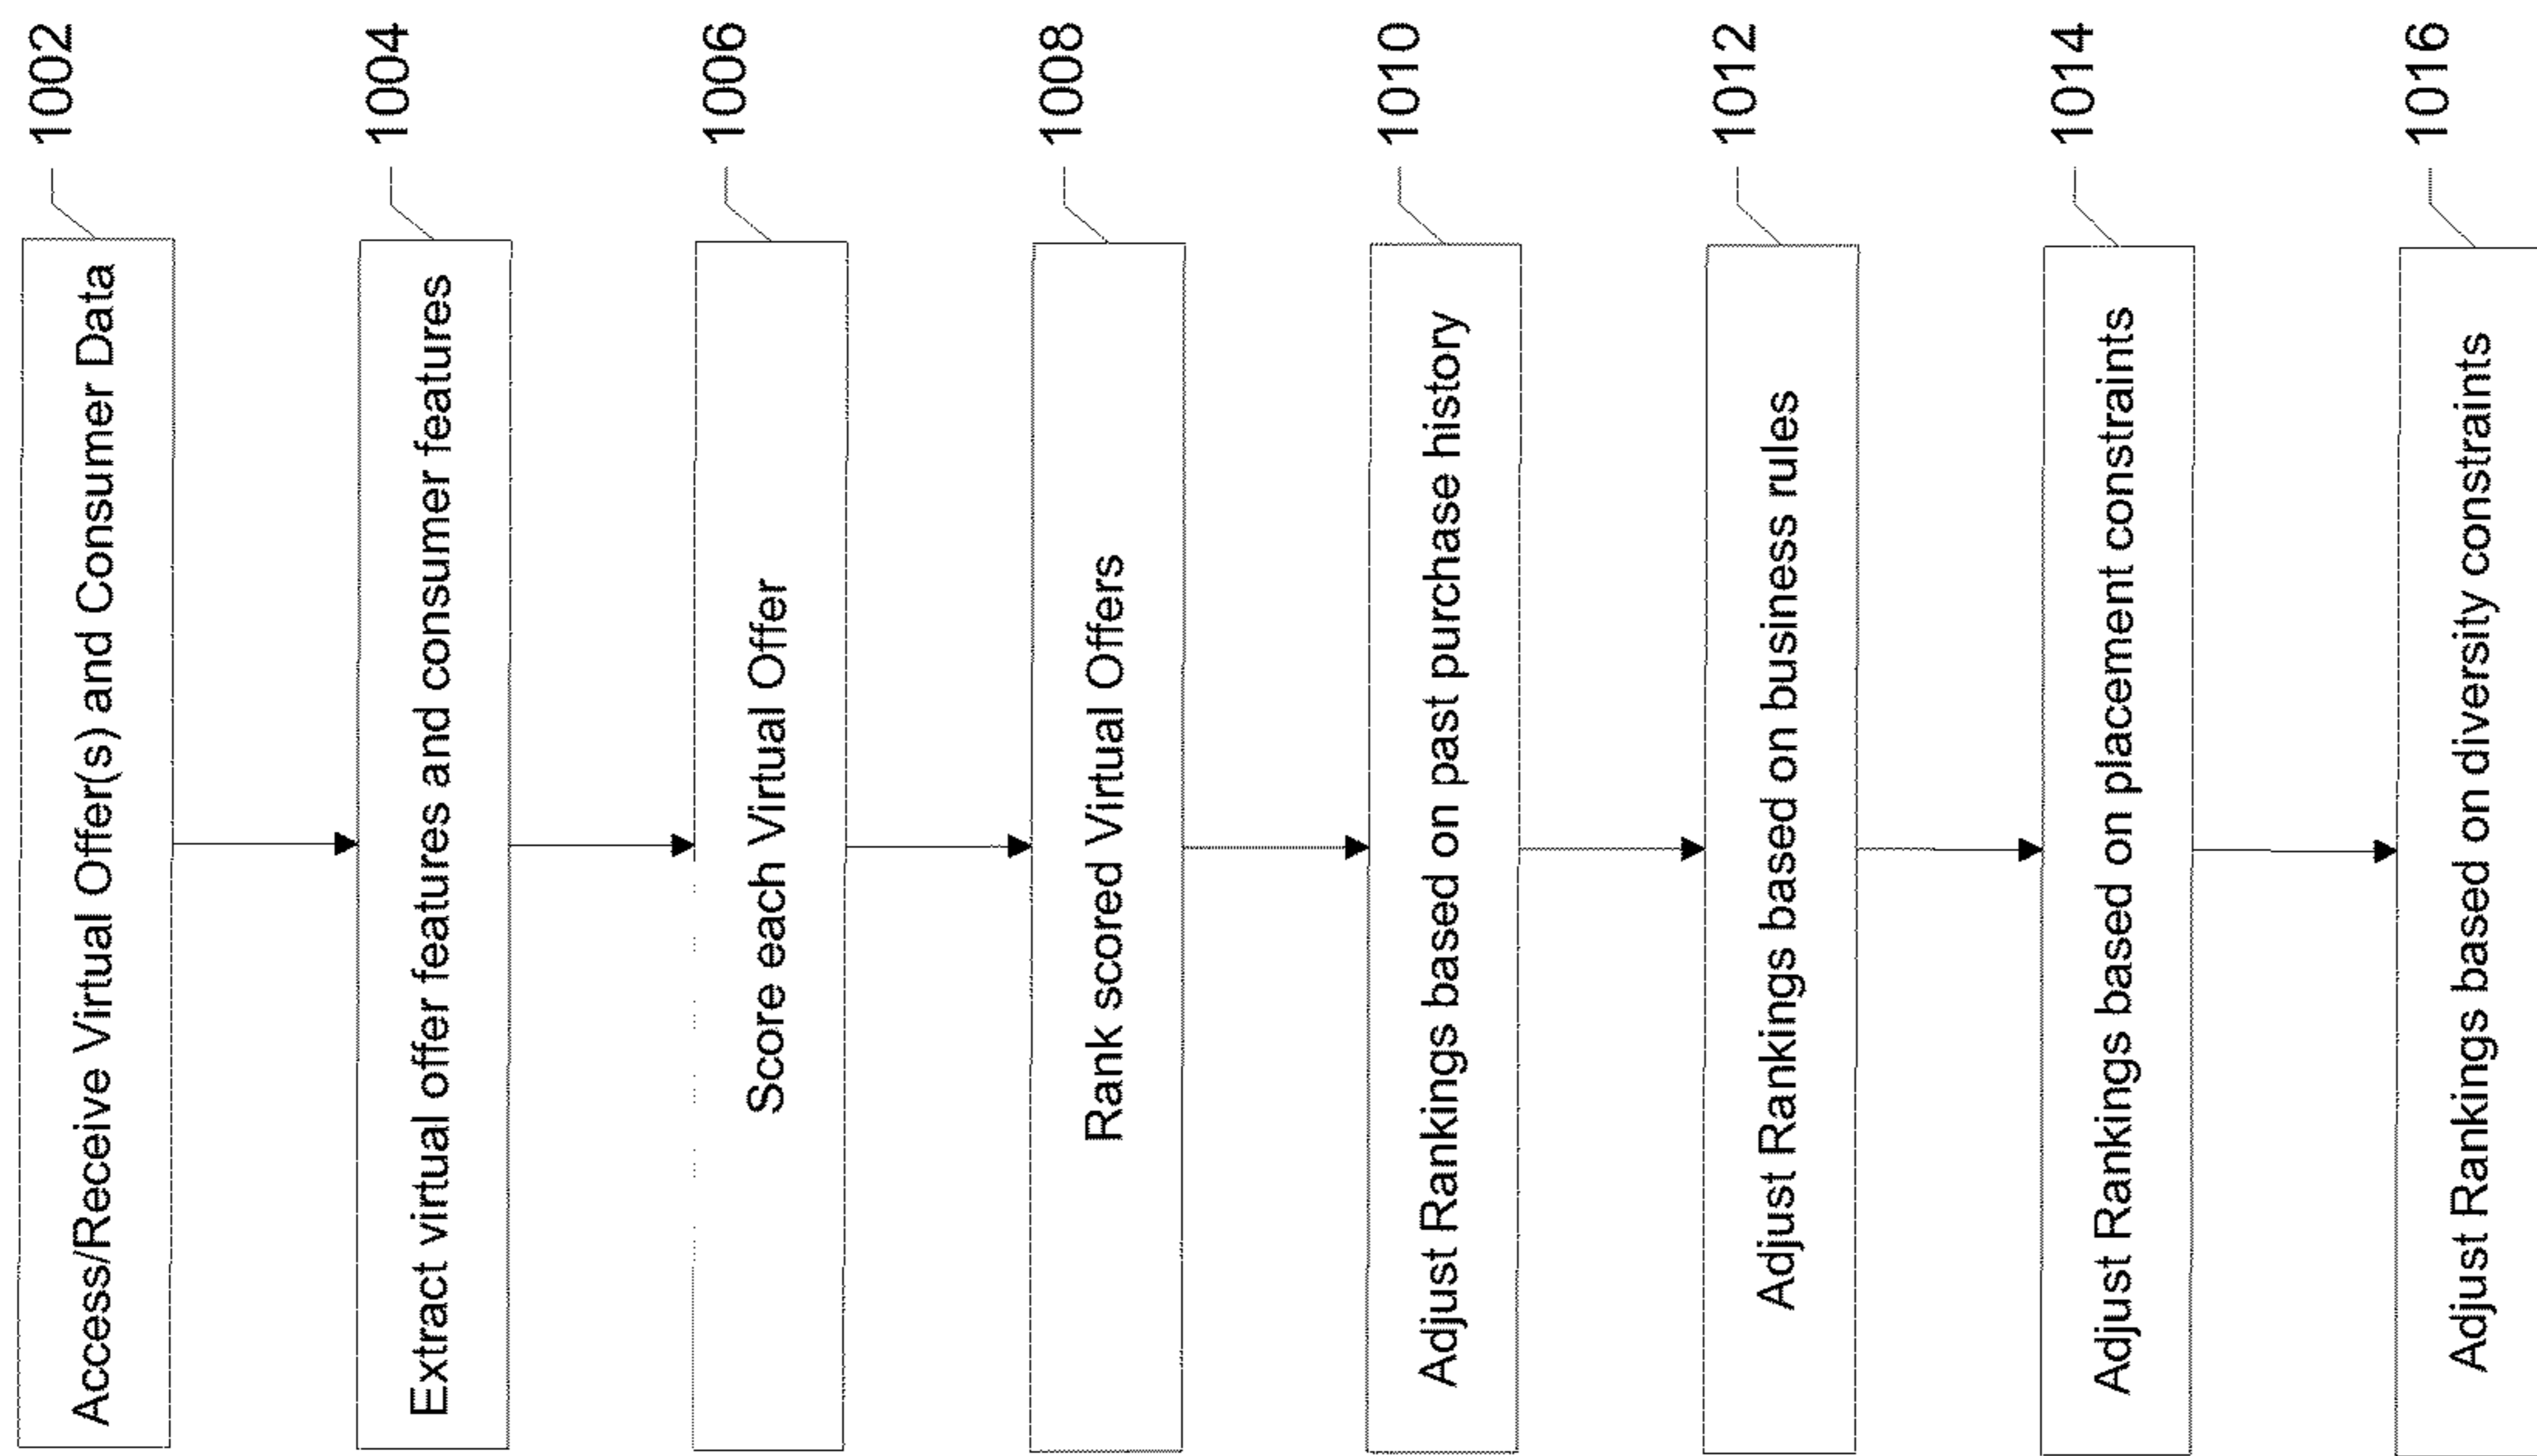 Access/Receive Virtual Offer(s) and Consumer Data
1002
Extract virtual offer features and consumer features
1004
Score each Virtual Offer
1006
Rank scored Virtual Offers
1008
Adjust Rankings based on past purchase history
1010
Adjust Rankings based on business rules
1012
Adjust Rankings based on placement constraints
1014
Adjust Rankings based on diversity constraints
1016